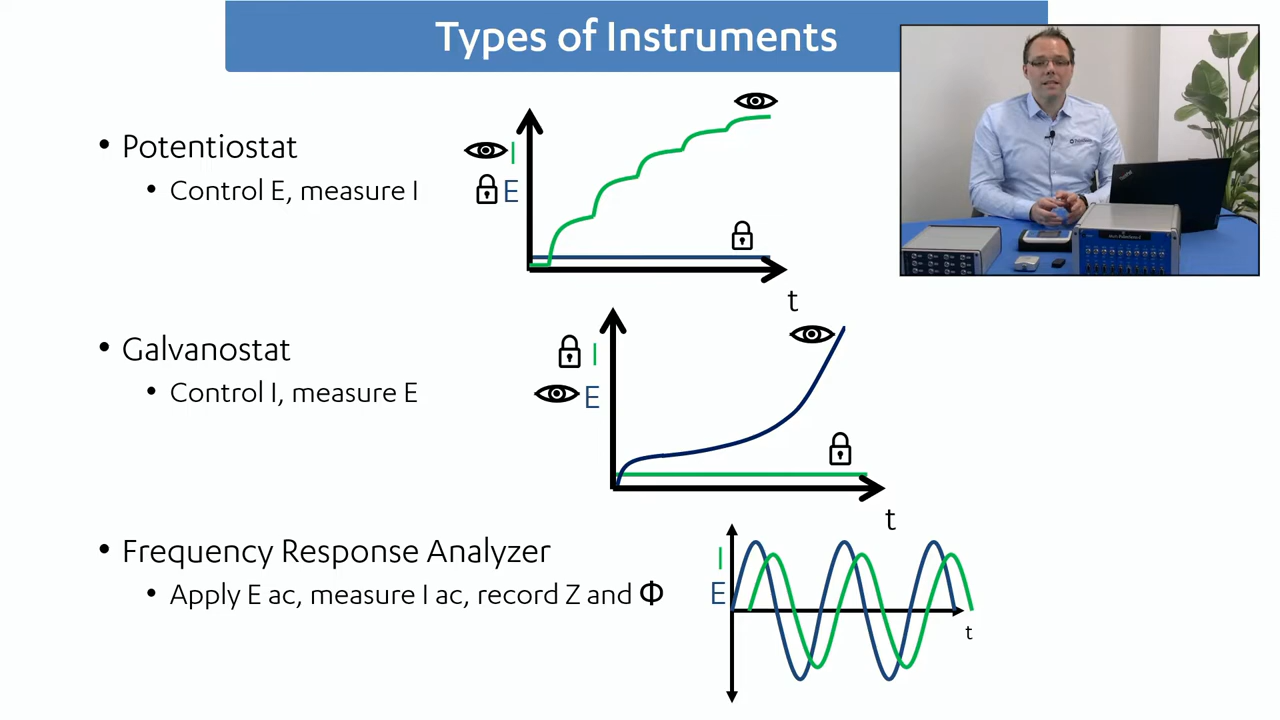 Types of Instruments
• Potentiostat
• Control E, measure I
I
E
t
• Galvanostat
• Control I, measure E
I
E
t
• Frequency Response Analyzer
• Apply E ac, measure I ac, record Z and Φ
I
E
t